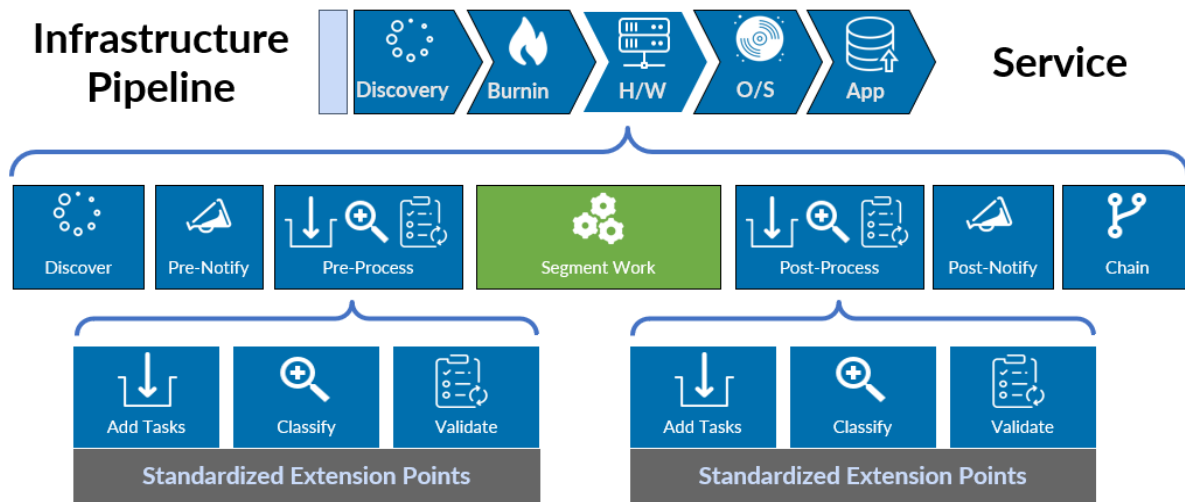 Infrastructure
Pipeline
Discovery
Burnin
H/W
O/S
App
Service
Discover
Pre-Notify
Pre-Process
Segment Work
Post-Process
Post-Notify
Chain
Add Tasks
Classify
Validate
Standardized Extension Points
Add Tasks
Classify
Validate
Standardized Extension Points